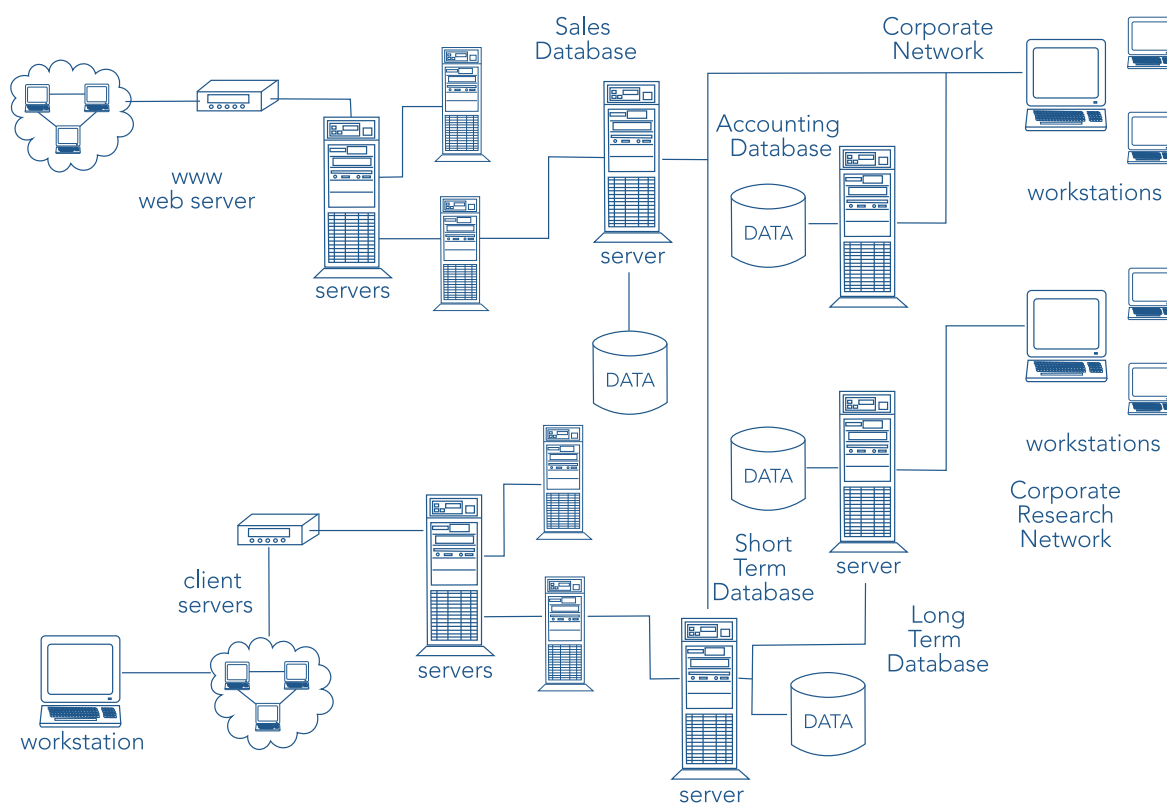 Sales
Database
Corporate
Network
Accounting
Database
www
web server
workstations
DATA
server
servers
DATA
DATA
workstations
Corporate
Research
Network
Short
Term
Database
server
client
servers
Long
Term
Database
servers
DATA
workstation
server